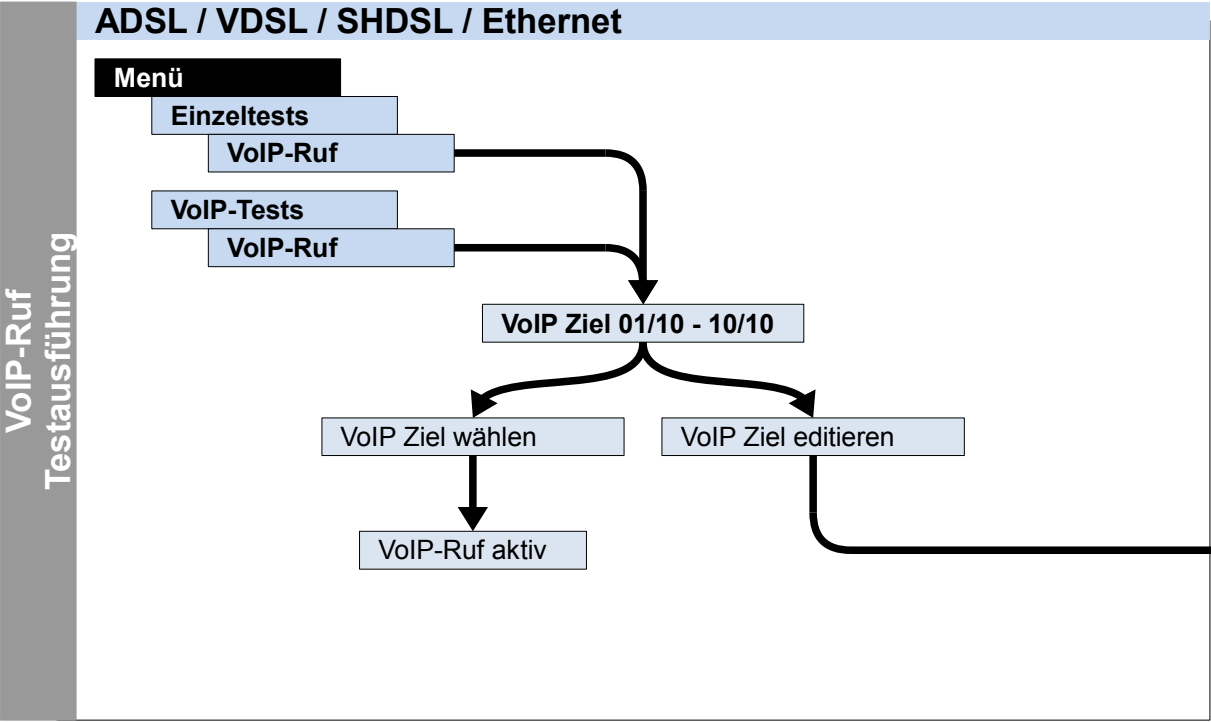 ADSL / VDSL / SHDSL / Ethernet
VoIP-Ruf
Testausführung
Menü
Einzeltests
VoIP-Ruf
VoIP-Tests
VoIP-Ruf
VoIP Ziel 01/10 - 10/10
VoIP Ziel wählen
VoIP Ziel editieren
VoIP-Ruf aktiv